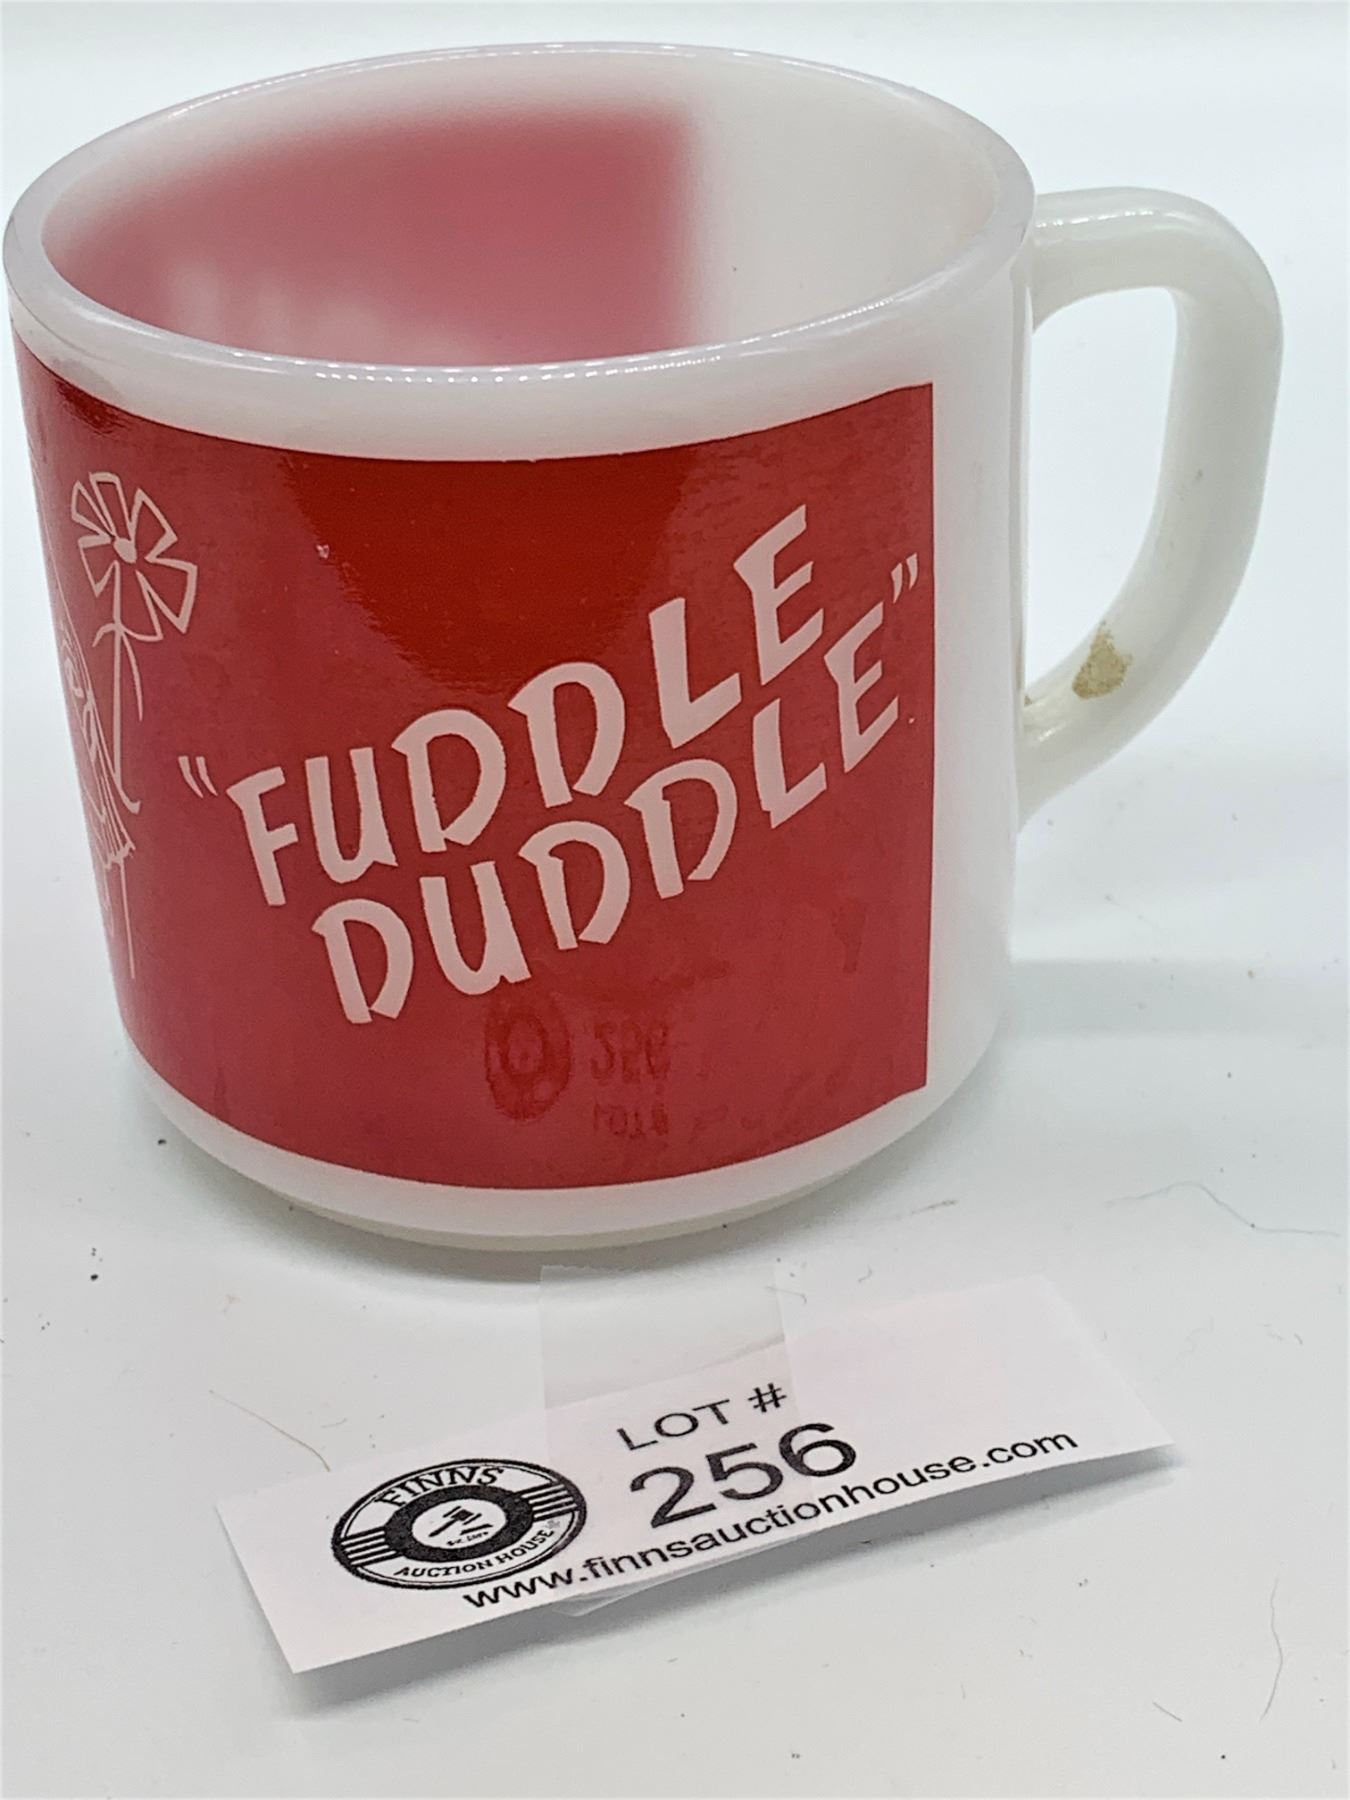 "FUDDLE
DUDDLE"
LOT #
256
FINNS
AUCTION HOUSE
www.finnsauctionhouse.com